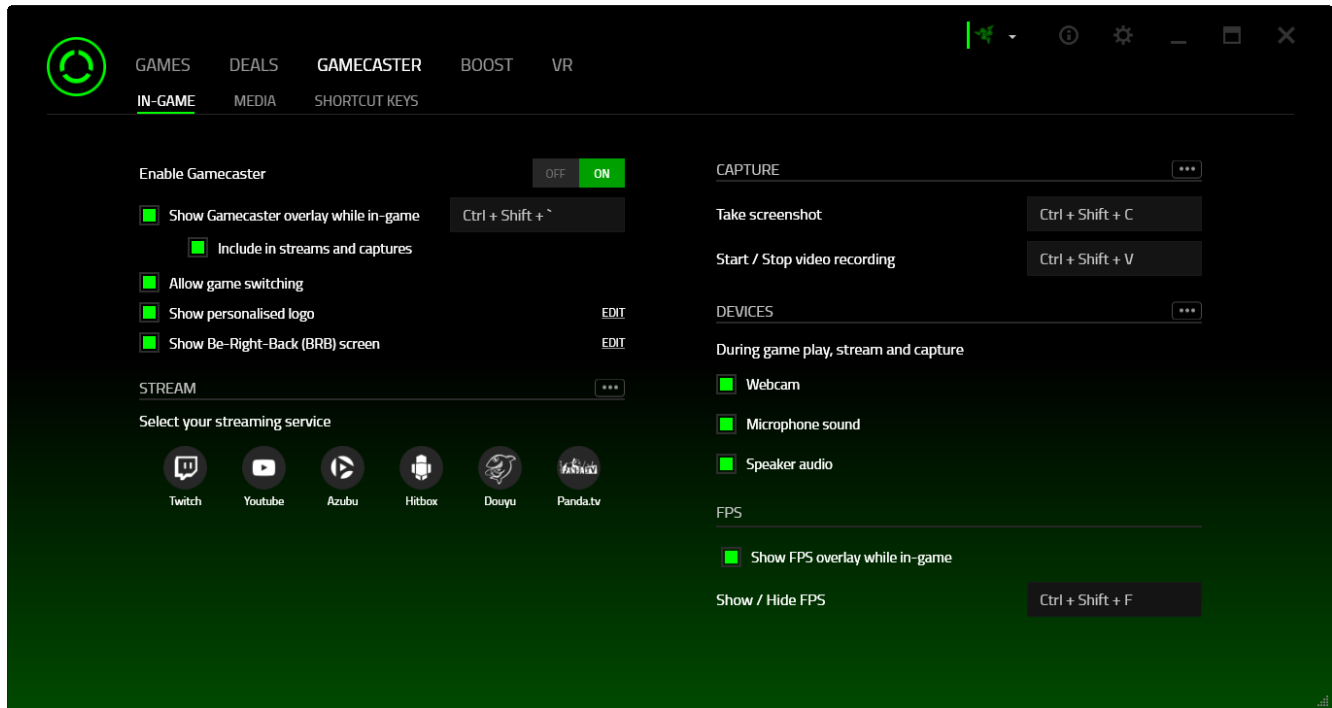 GAMES DEALS GAMECASTER BOOST VR
IN-GAME MEDIA SHORTCUT KEYS
Enable Gamecaster OFF ON
Show Gamecaster overlay while in-game Ctrl + Shift + `
Include in streams and captures
Allow game switching
Show personalised logo EDIT
Show Be-Right-Back (BRB) screen EDIT
STREAM
Select your streaming service
Twitch Youtube Azubu Hitbox Douyu Panda.tv
CAPTURE
Take screenshot Ctrl + Shift + C
Start / Stop video recording Ctrl + Shift + V
DEVICES
During game play, stream and capture
Webcam
Microphone sound
Speaker audio
FPS
Show FPS overlay while in-game
Show / Hide FPS Ctrl + Shift + F